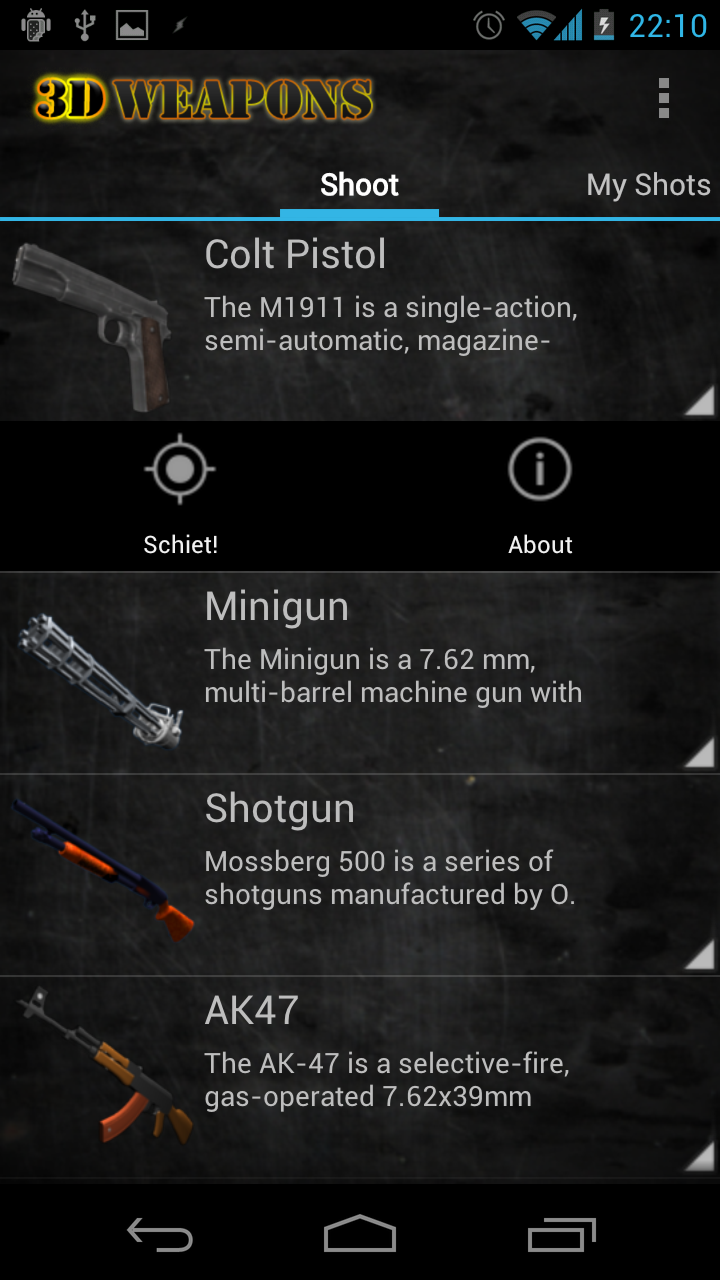 22:10
3D WEAPONS
Shoot
My Shots
Colt Pistol
The M1911 is a single-action,
semi-automatic, magazine-
Schiet!
About
Minigun
The Minigun is a 7.62 mm,
multi-barrel machine gun with
Shotgun
Mossberg 500 is a series of
shotguns manufactured by O.
AK47
The AK-47 is a selective-fire,
gas-operated 7.62x39mm